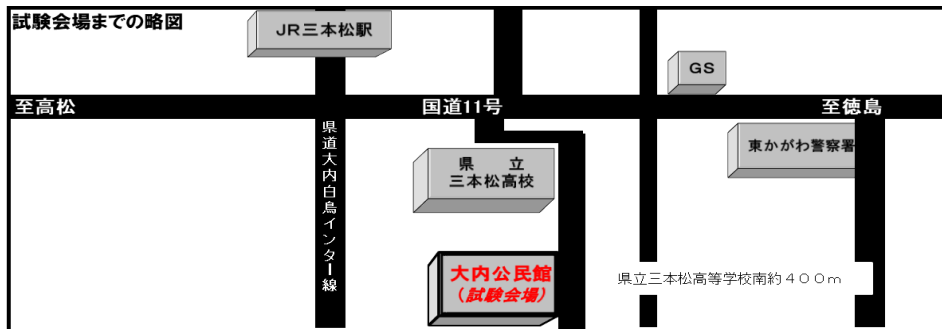 試験会場までの略図
JR三本松駅
GS
至高松
国道11号
至徳島
県道大内白鳥インター線
県　立
三本松高校
東かがわ警察署
大内公民館
(試験会場)
県立三本松高等学校南約４００ｍ